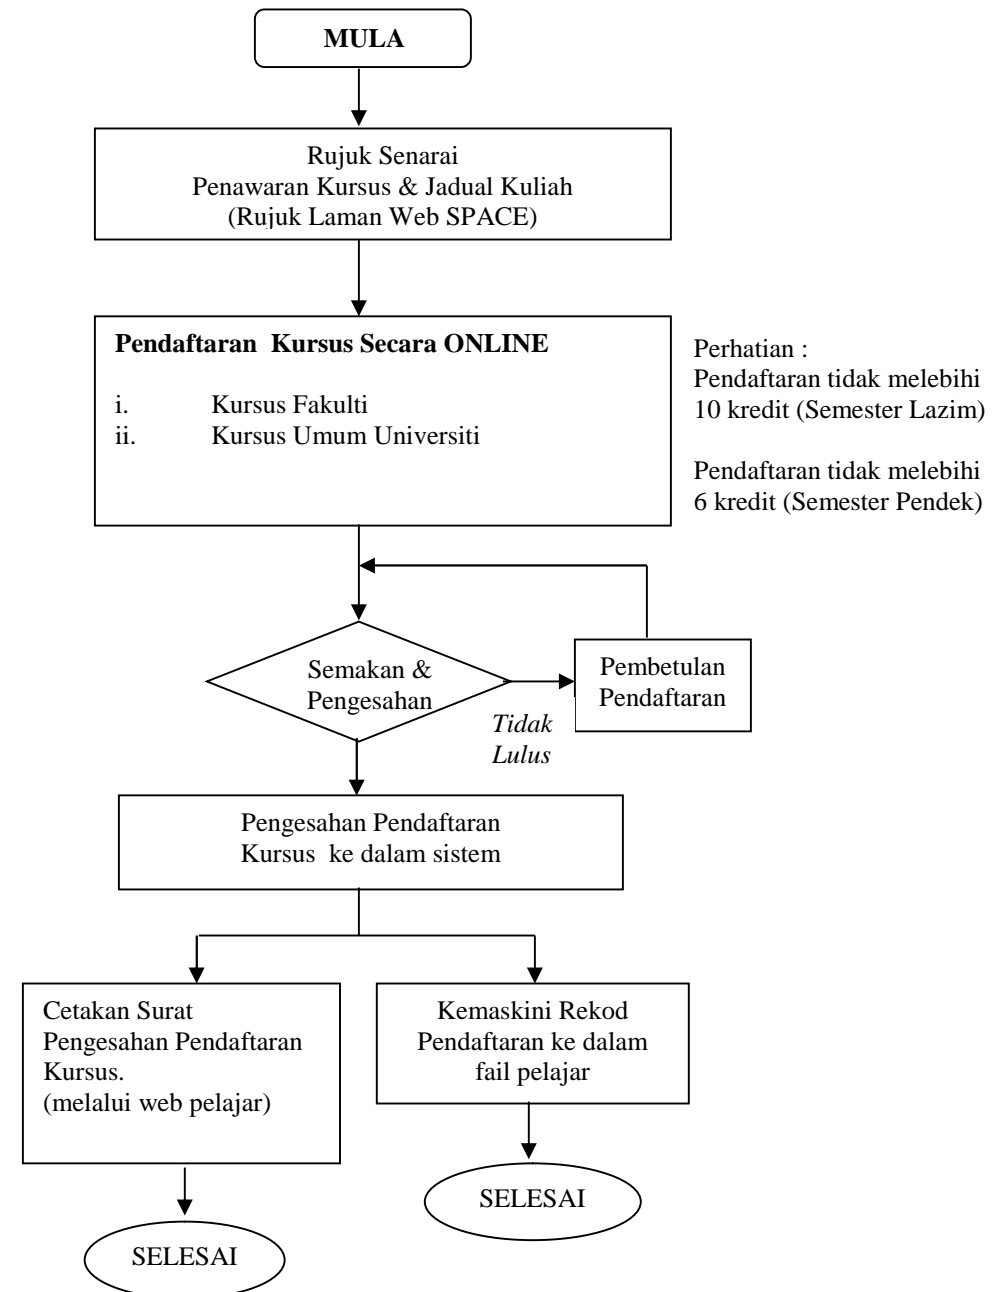 MULA
Rujuk Senarai
Penawaran Kursus & Jadual Kuliah
(Rujuk Laman Web SPACE)
Pendaftaran Kursus Secara ONLINE
i. Kursus Fakulti
ii. Kursus Umum Universiti
Perhatian :
Pendaftaran tidak melebihi
10 kredit (Semester Lazim)
Pendaftaran tidak melebihi
6 kredit (Semester Pendek)
Semakan &
Pengesahan
Tidak
Lulus
Pembetulan
Pendaftaran
Pengesahan Pendaftaran
Kursus ke dalam sistem
Cetakan Surat
Pengesahan Pendaftaran
Kursus.
(melalui web pelajar)
Kemaskini Rekod
Pendaftaran ke dalam
fail pelajar
SELESAI
SELESAI